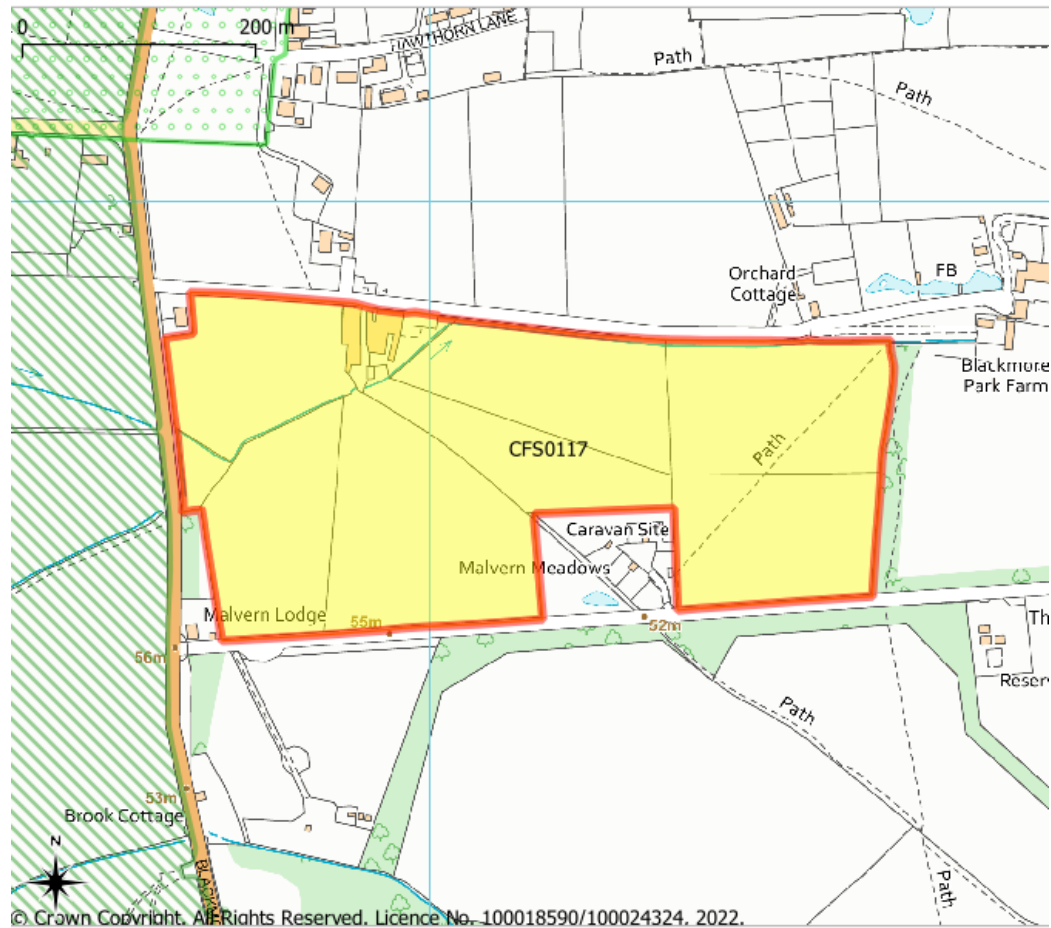 0 200 m
HAWTHORN LANE
Path
Path
Orchard
Cottage
FB
Blackmore
Park Farm
CFS0117
Path
Caravan Site
Malvern Meadows
Malvern Lodge
55m
52m
56m
Th
Reser
Path
53m
Brook Cottage
Path
BLACK
N
© Crown Copyright. All Rights Reserved. Licence No. 100018590/100024324. 2022.